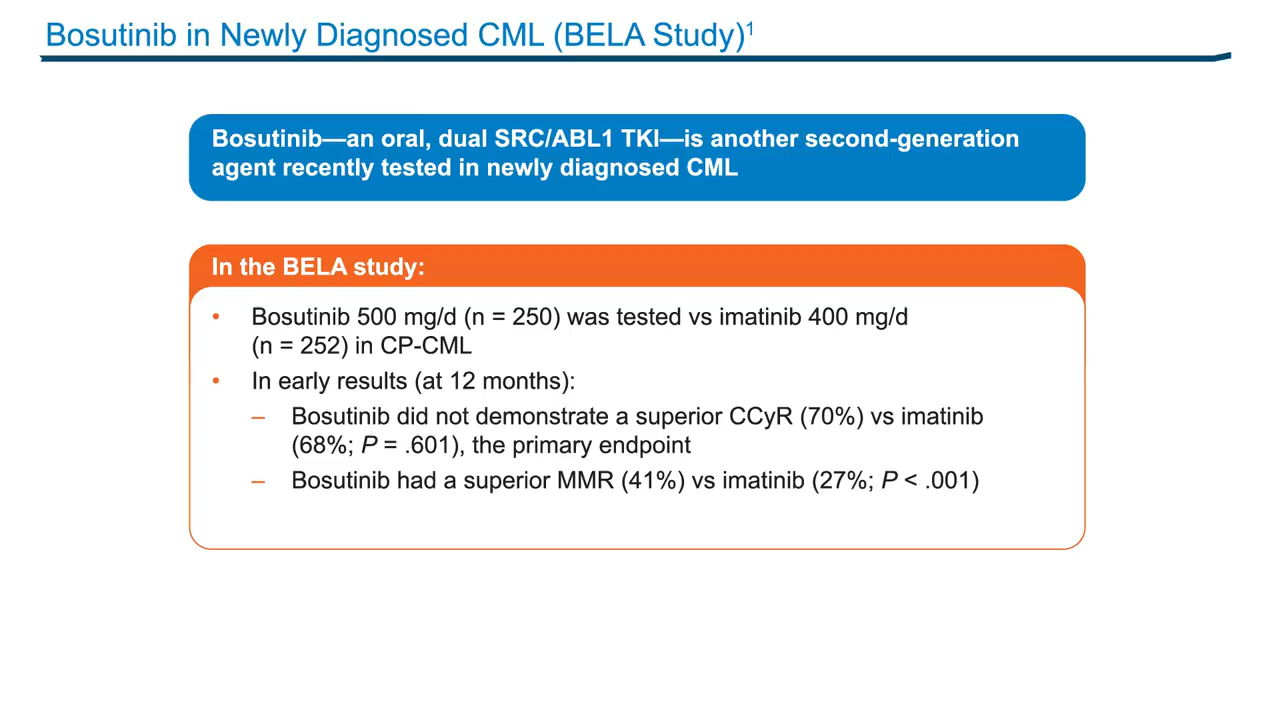 Bosutinib in Newly Diagnosed CML (BELA Study)1
Bosutinib—an oral, dual SRC/ABL1 TKI—is another second-generation
agent recently tested in newly diagnosed CML
In the BELA study:
• Bosutinib 500 mg/d (n = 250) was tested vs imatinib 400 mg/d
(n = 252) in CP-CML
• In early results (at 12 months):
– Bosutinib did not demonstrate a superior CCyR (70%) vs imatinib
(68%; P = .601), the primary endpoint
– Bosutinib had a superior MMR (41%) vs imatinib (27%; P < .001)